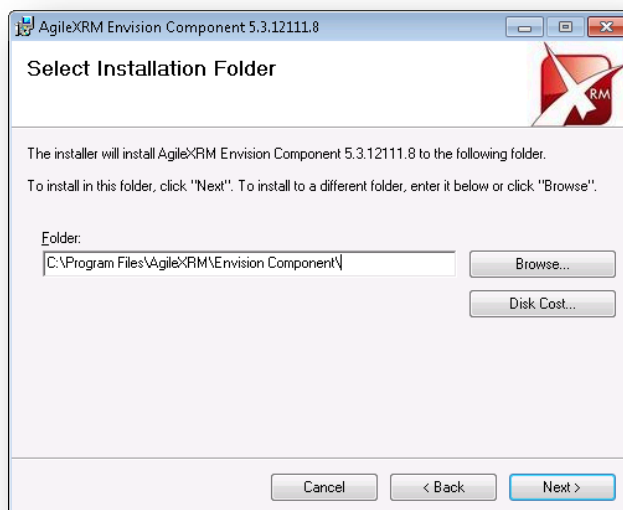 AgileXRM Envision Component 5.3.12111.8
Select Installation Folder
RM
The installer will install AgileXRM Envision Component 5.3.12111.8 to the following folder.
To install in this folder, click "Next". To install to a different folder, enter it below or click "Browse".
Folder:
C:\Program Files\AgileXRM\Envision Component\
Browse...
Disk Cost...
Cancel
< Back
Next >